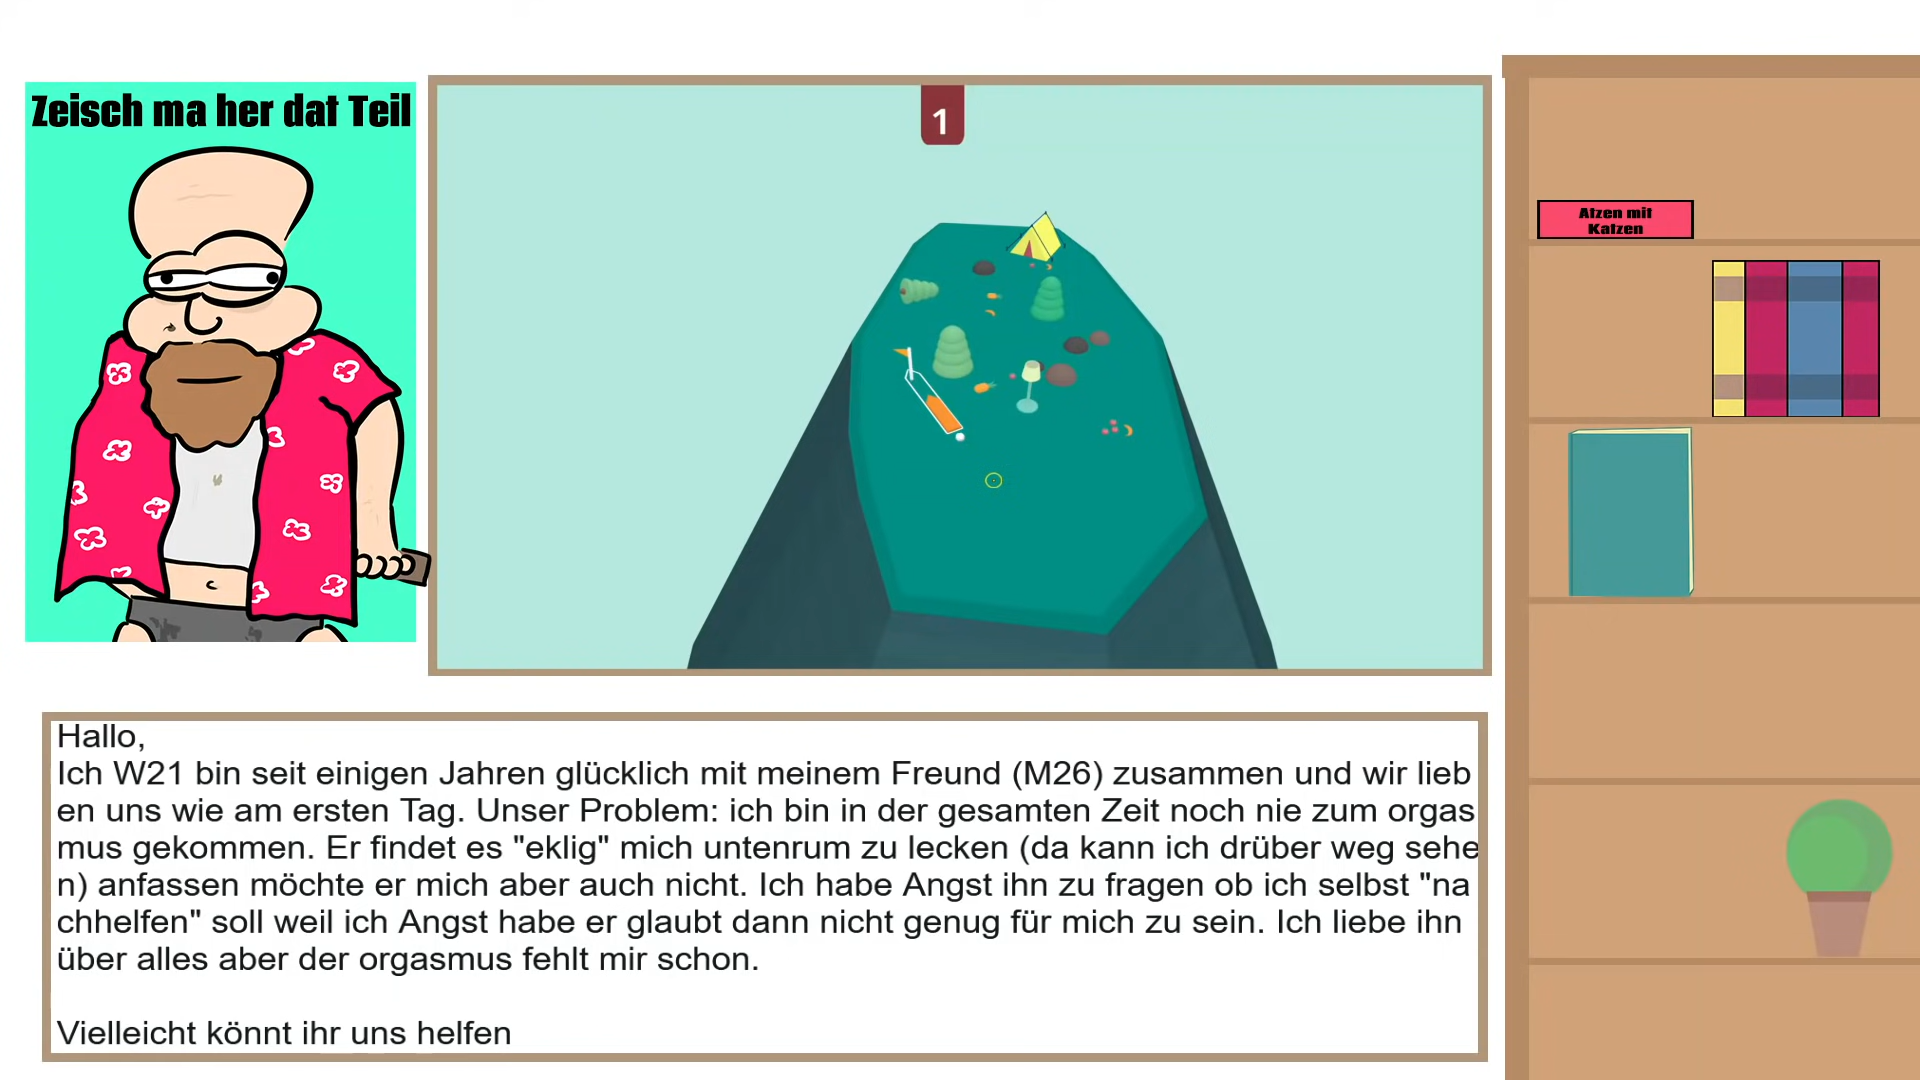 Zeisch ma her dat Teil
1
Atzen mit
Katzen
Hallo,
Ich W21 bin seit einigen Jahren glücklich mit meinem Freund (M26) zusammen und wir lieb
en uns wie am ersten Tag. Unser Problem: ich bin in der gesamten Zeit noch nie zum orgas
mus gekommen. Er findet es "eklig" mich untenrum zu lecken (da kann ich drüber weg sehe
n) anfassen möchte er mich aber auch nicht. Ich habe Angst ihn zu fragen ob ich selbst "na
chhelfen" soll weil ich Angst habe er glaubt dann nicht genug für mich zu sein. Ich liebe ihn
über alles aber der orgasmus fehlt mir schon.
Vielleicht könnt ihr uns helfen